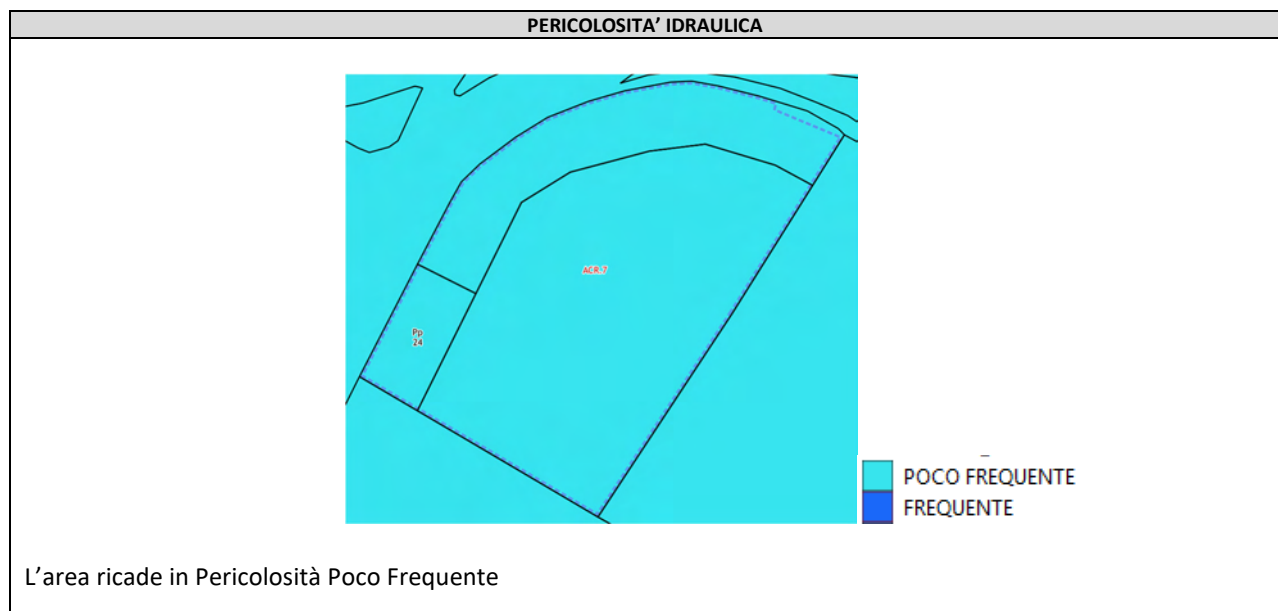 PERICOLOSITA’ IDRAULICA
ACR-7
Pp
24
POCO FREQUENTE
FREQUENTE
L’area ricade in Pericolosità Poco Frequente